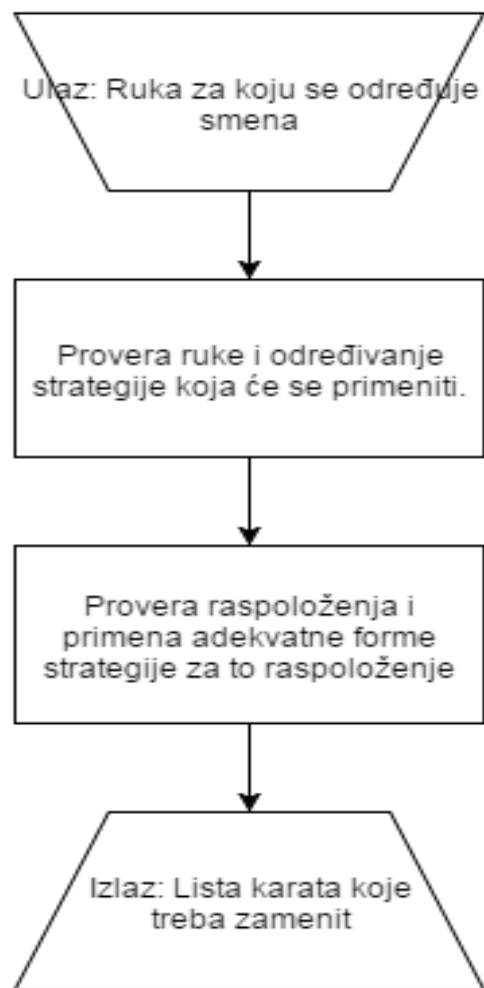 Ulaz: Ruka za koju se određuje
smena
Provera ruke i određivanje
strategije koja će se primeniti.
Provera raspoloženja i
primena adekvatne forme
strategije za to raspoloženje
Izlaz: Lista karata koje
treba zamenit